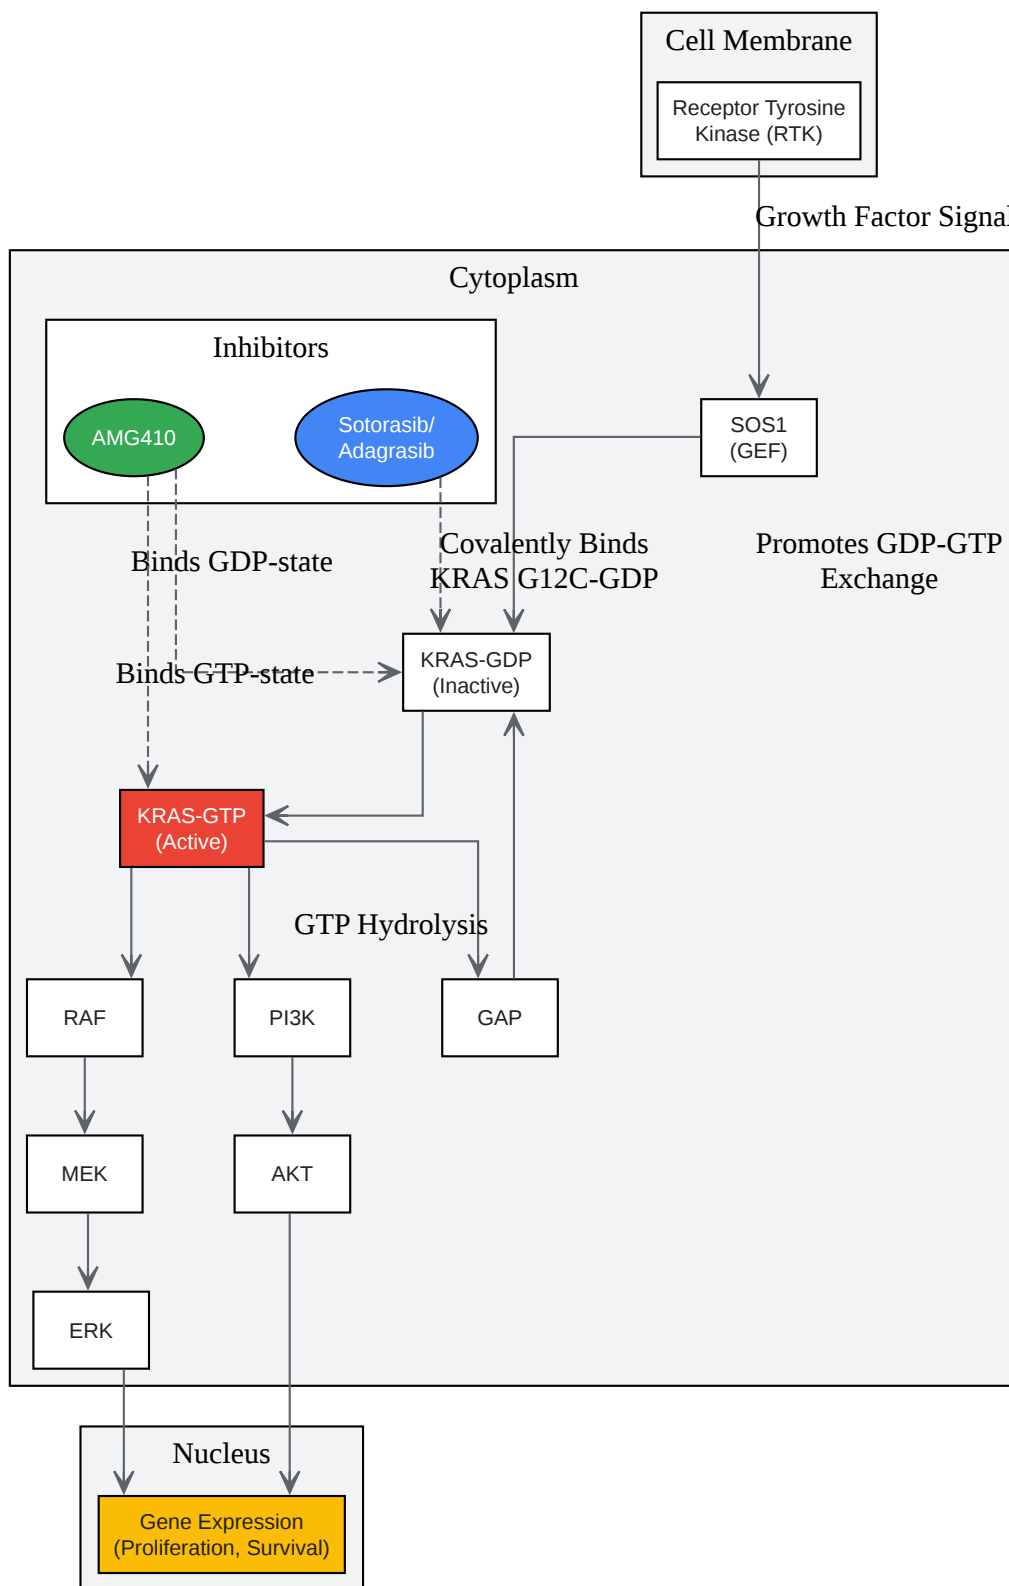 Cell Membrane
Receptor Tyrosine
Kinase (RTK)
Growth Factor Signal
Cytoplasm
Inhibitors
AMG410
Sotorasib/
Adagrasib
SOS1
(GEF)
Binds GDP-state
Covalently Binds
KRAS G12C-GDP
Promotes GDP-GTP
Exchange
Binds GTP-state
KRAS-GDP
(Inactive)
KRAS-GTP
(Active)
GTP Hydrolysis
RAF
PI3K
GAP
MEK
AKT
ERK
Nucleus
Gene Expression
(Proliferation, Survival)